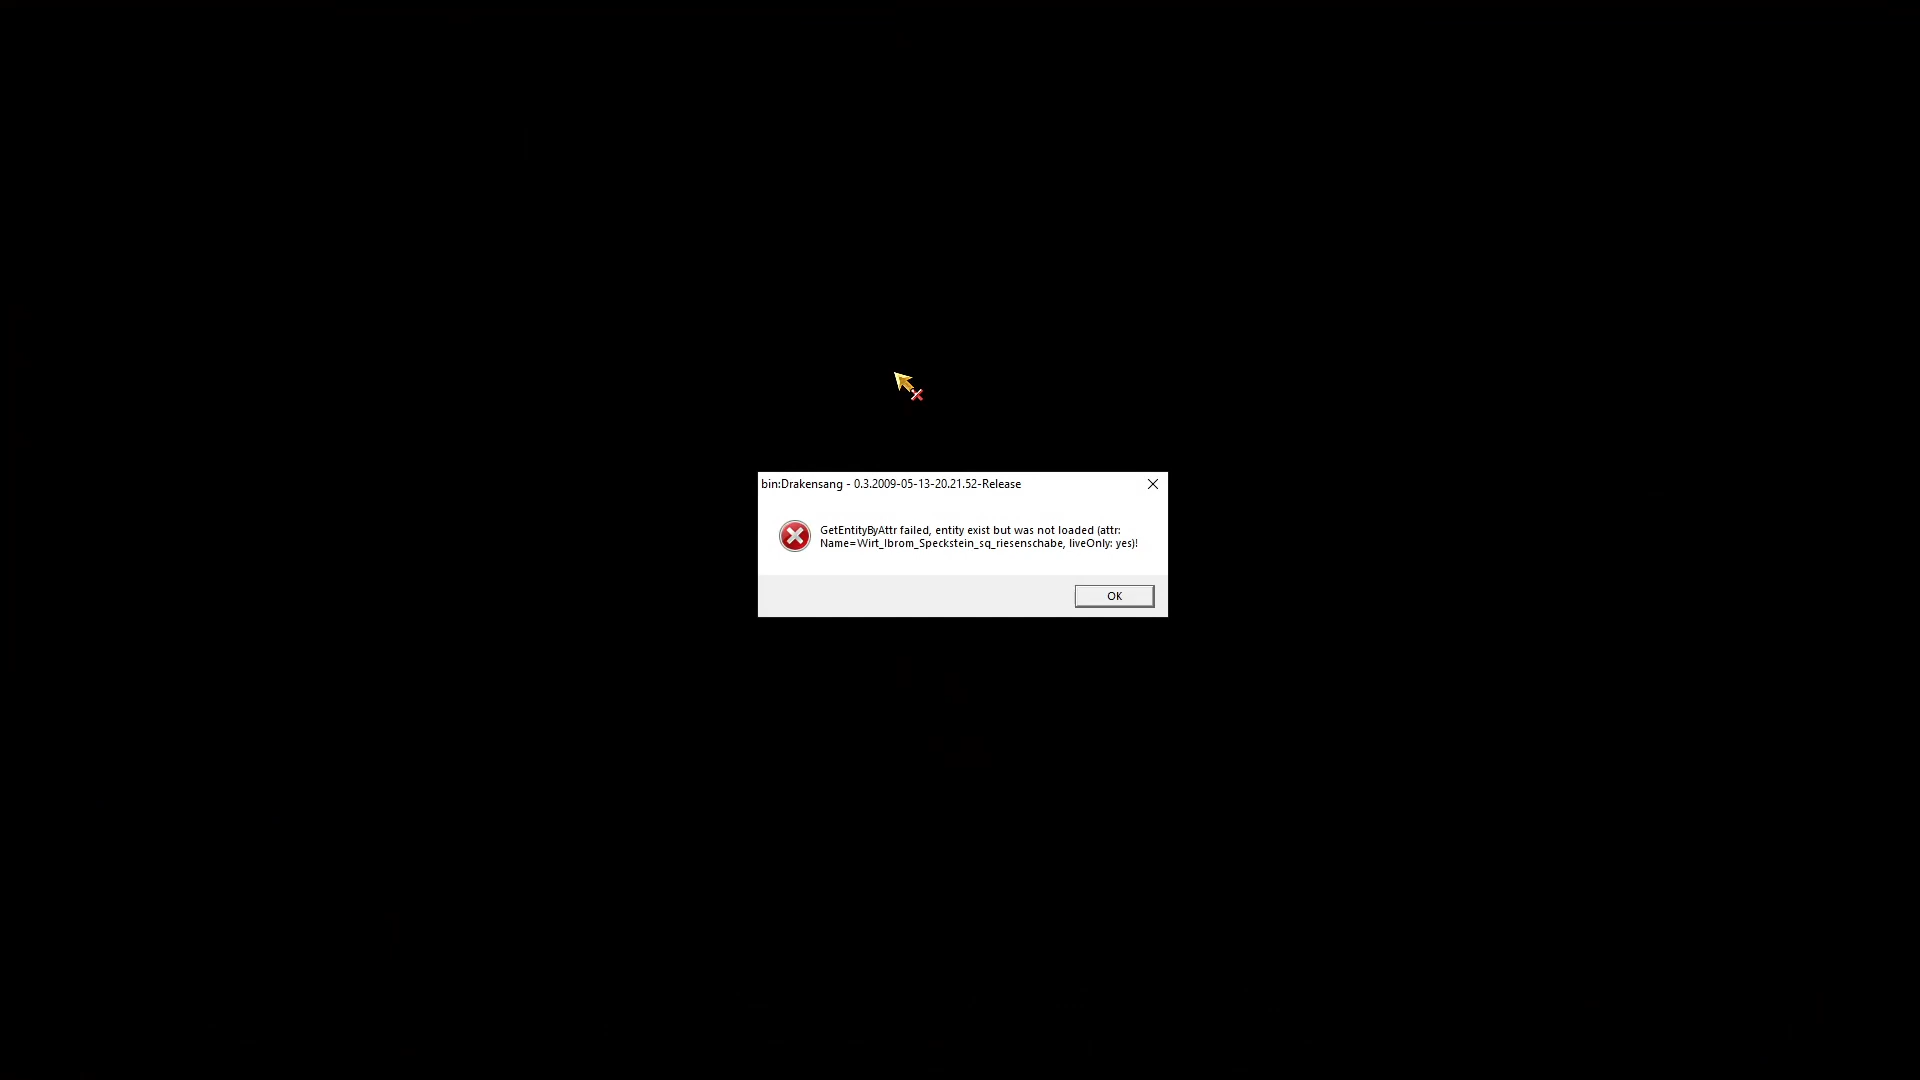 bin:Drakensang - 0.3.2009-05-13-20.21.52-Release
GetEntityByAttr failed, entity exist but was not loaded (attr:
Name=Wirt_Ibrom_Speckstein_sq_riesenschabe, liveOnly: yes)!
OK